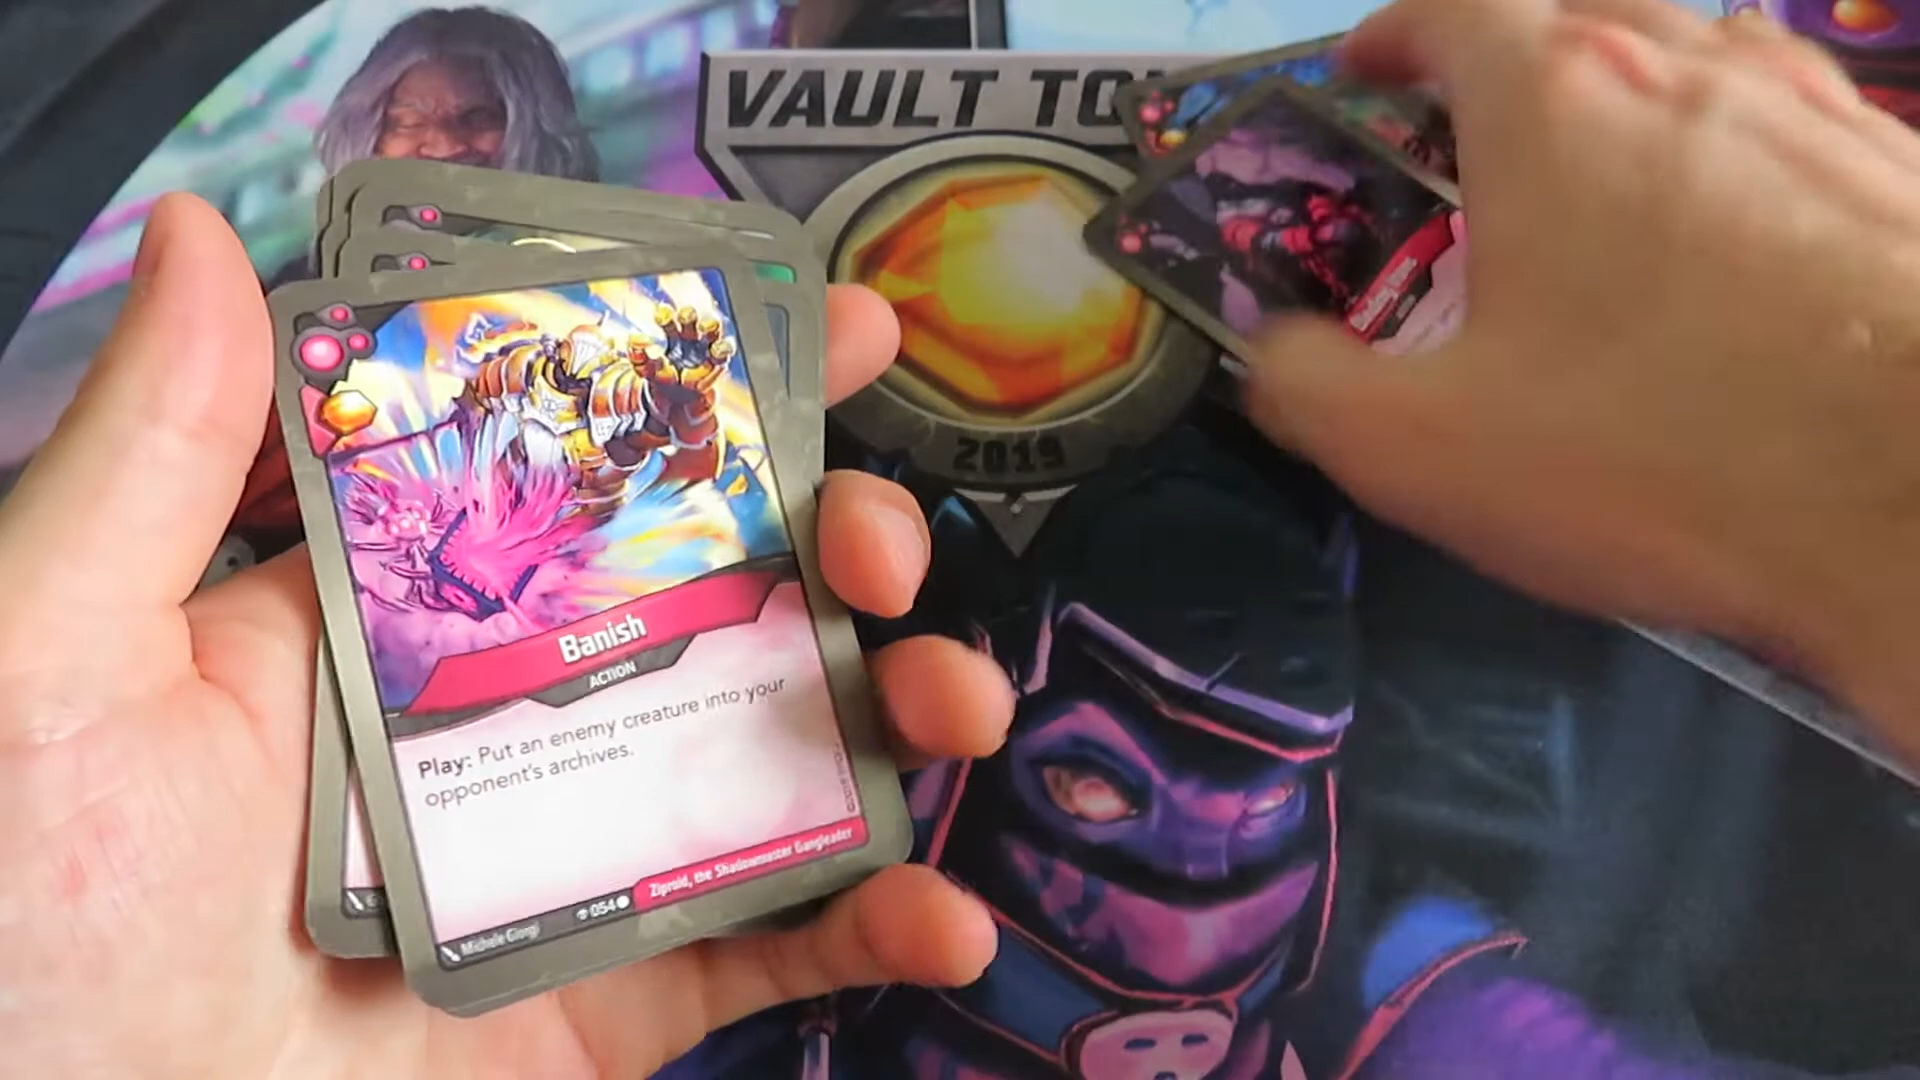 VAULT TO
2019
Banish
ACTION
Play: Put an enemy creature into your
opponent's archives.
Ziproid, the Shadowmaster Gangleader
Michele Giorgi
054